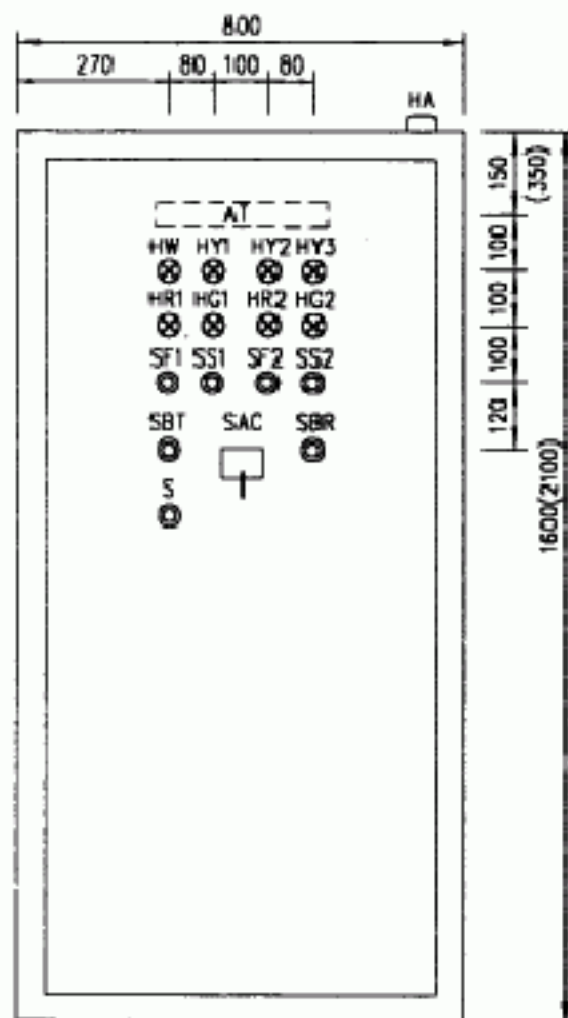 800
270 80 100 80
HA
150 (350)
AT
100
HW HY1 HY2 HY3
100
HR1 HG1 HR2 HG2
100
SF1 SS1 SF2 SS2
120
SBT SAC SBR
1600(2100)
S